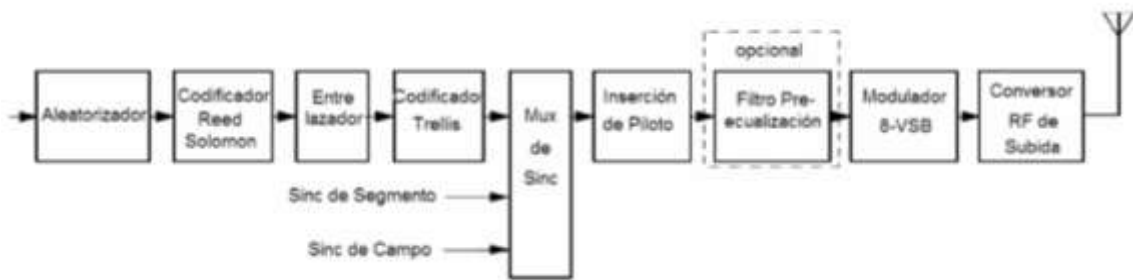 opcional
Aleatorizador
Codificador
Reed
Solomon
Entre
lazador
Codificador
Trellis
Mux
de
Sinc
Inserción
de Piloto
Filtro Pre-
ecualización
Modulador
8-VSB
Conversor
RF de
Subida
Sinc de Segmento
Sinc de Campo